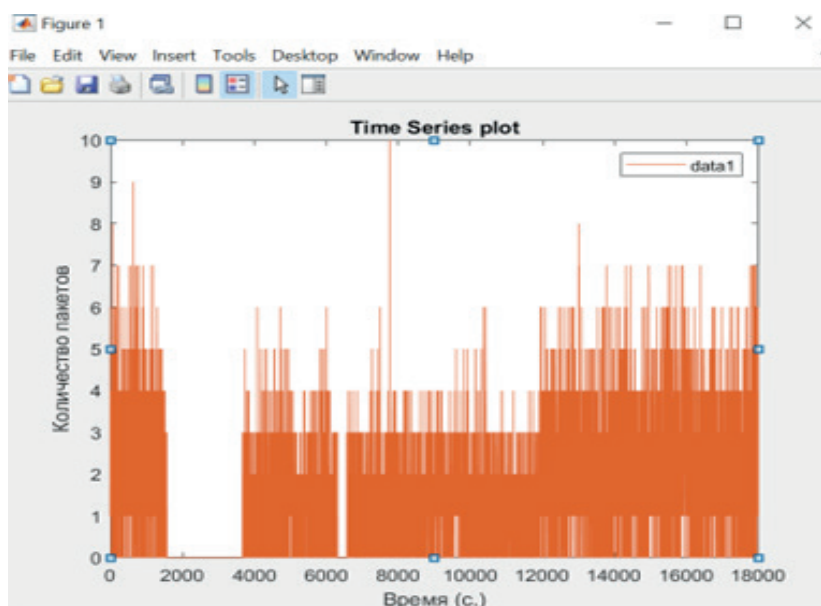 Figure 1
File Edit View Insert Tools Desktop Window Help
Time Series plot
data1
Количество пакетов
10
9
8
7
6
5
4
3
2
1
0
0 2000 4000 6000 8000 10000 12000 14000 16000 18000
Время (с.)